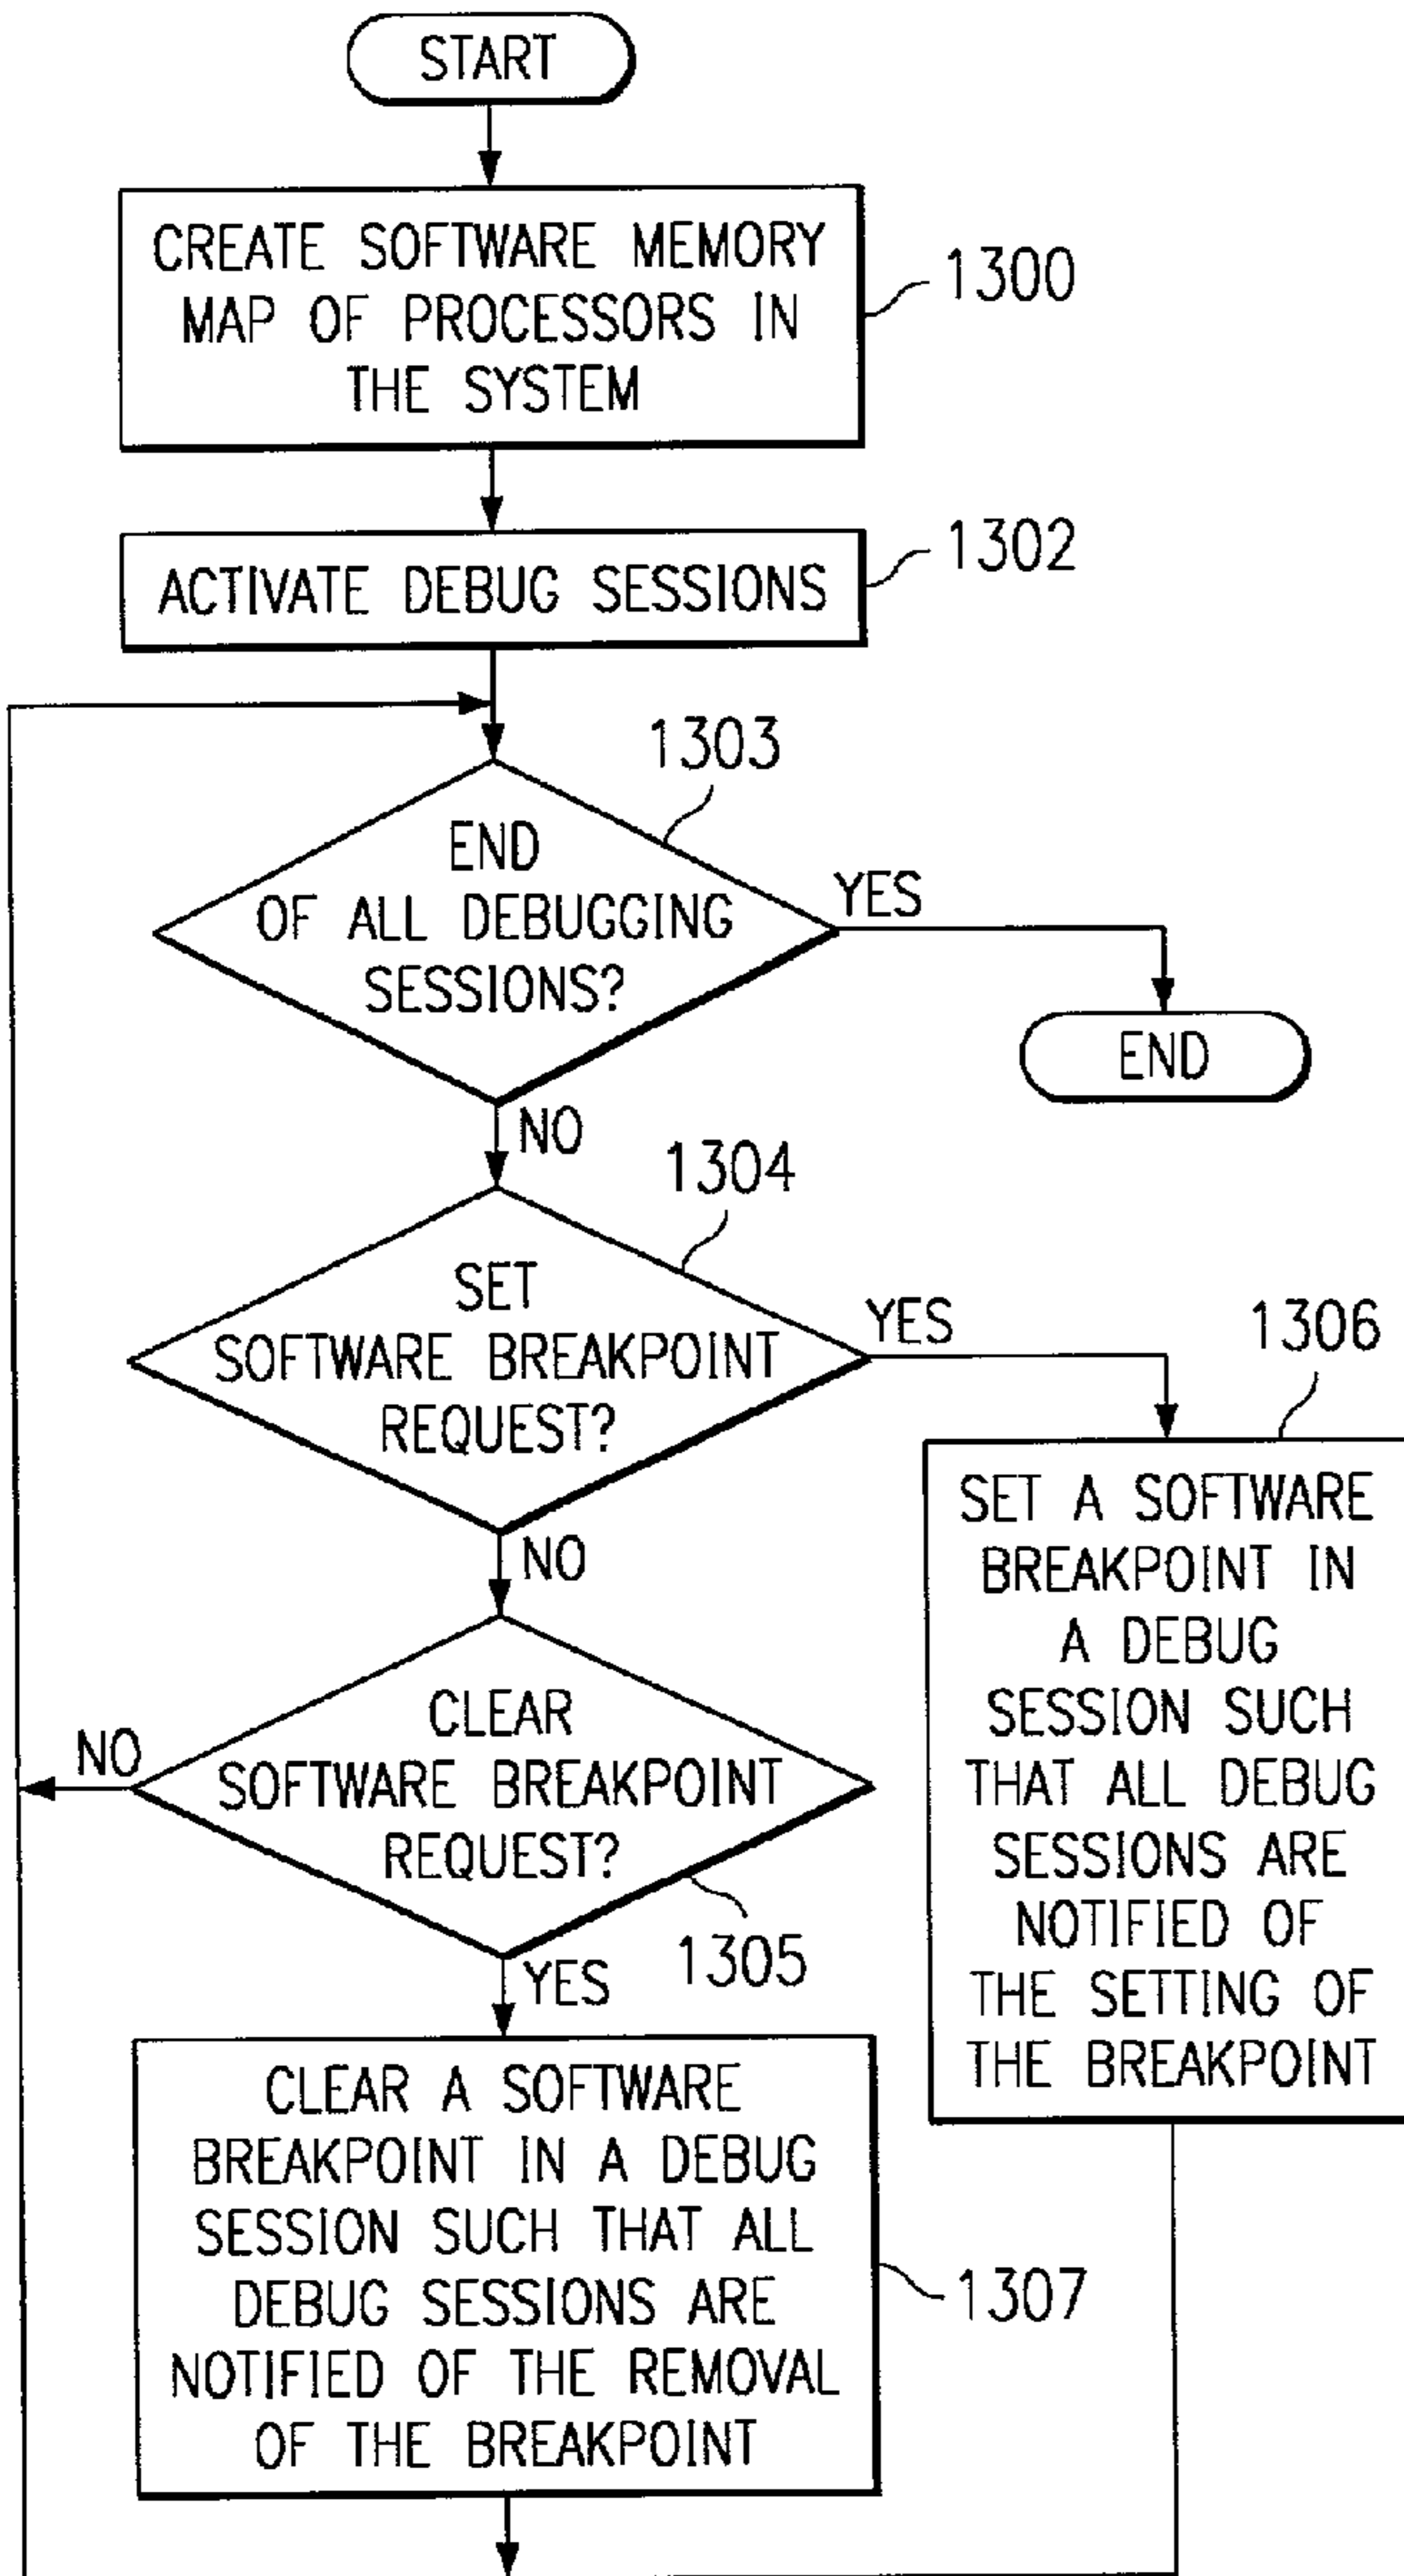 START
CREATE SOFTWARE MEMORY
MAP OF PROCESSORS IN
THE SYSTEM
1300
ACTIVATE DEBUG SESSIONS
1302
1303
END
OF ALL DEBUGGING
SESSIONS?
YES
END
NO
1304
SET
SOFTWARE BREAKPOINT
REQUEST?
YES
1306
SET A SOFTWARE
BREAKPOINT IN
A DEBUG
SESSION SUCH
THAT ALL DEBUG
SESSIONS ARE
NOTIFIED OF
THE SETTING OF
THE BREAKPOINT
NO
CLEAR
SOFTWARE BREAKPOINT
REQUEST?
NO
1305
YES
CLEAR A SOFTWARE
BREAKPOINT IN A DEBUG
SESSION SUCH THAT ALL
DEBUG SESSIONS ARE
NOTIFIED OF THE REMOVAL
OF THE BREAKPOINT
1307